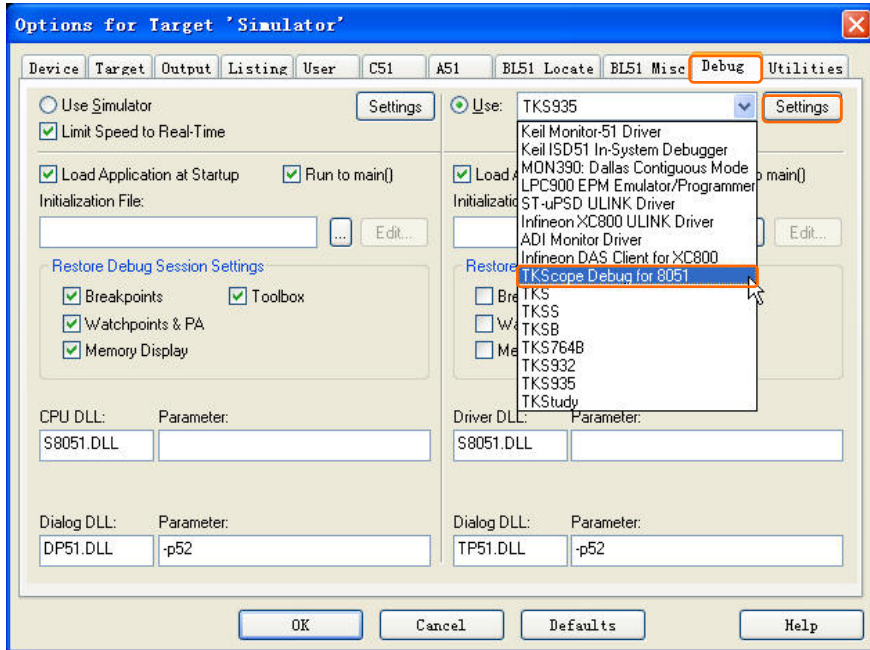 Options for Target 'Simulator'
Device Target Output Listing User C51 A51 BL51 Locate BL51 Misc Debug Utilities
Use Simulator Settings
Limit Speed to Real-Time
Use: TKS935 Settings
Keil Monitor-51 Driver
Keil ISD51 In-System Debugger
MON390: Dallas Contiguous Mode
LPC900 EPM Emulator/Programmer
ST-uPSD ULINK Driver
Infineon XC800 ULINK Driver
ADI Monitor Driver
Infineon DAS Client for XC800
TKScope Debug for 8051
TKS
TKSS
TKSB
TKS764B
TKS932
TKS935
TKStudy
Load Application at Startup Run to main()
Initialization File:
... Edit...
Restore Debug Session Settings
Breakpoints Toolbox
Watchpoints & PA
Memory Display
main()
Edit...
Restore
CPU DLL: Parameter:
S8051.DLL
Driver DLL: Parameter:
S8051.DLL
Dialog DLL: Parameter:
DP51.DLL -p52
Dialog DLL: Parameter:
TP51.DLL -p52
OK Cancel Defaults Help